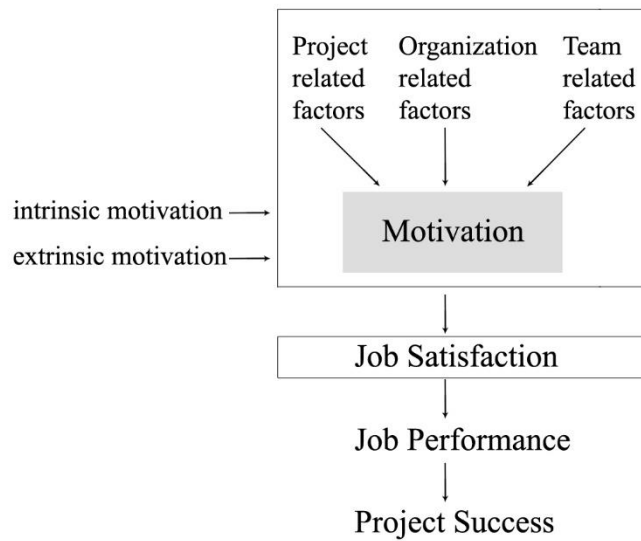 Project related factors
Organization related factors
Team related factors
intrinsic motivation
extrinsic motivation
Motivation
Job Satisfaction
Job Performance
Project Success